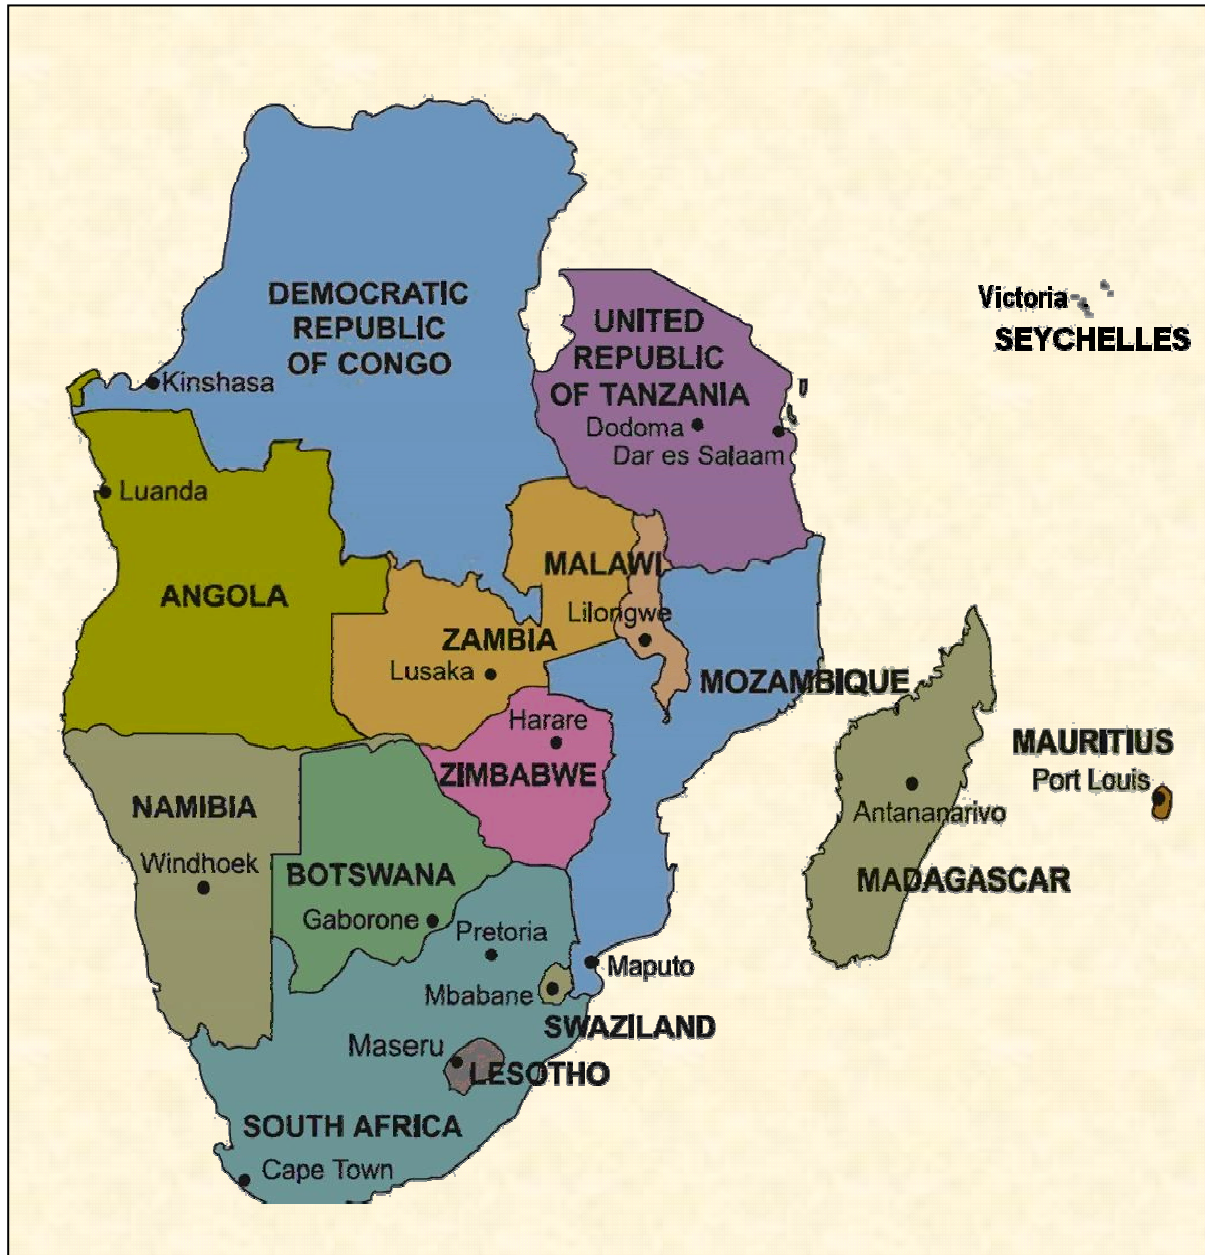 DEMOCRATIC
REPUBLIC
OF CONGO
Victoria
SEYCHELLES
UNITED
REPUBLIC
OF TANZANIA
Kinshasa
Dodoma
Dar es Salaam
Luanda
ANGOLA
MALAWI
Lilongwe
ZAMBIA
Lusaka
MOZAMBIQUE
Harare
ZIMBABWE
MAURITIUS
Port Louis
NAMIBIA
Antananarivo
MADAGASCAR
Windhoek
BOTSWANA
Gaborone
Pretoria
Maputo
Mbabane
SWAZILAND
Maseru
LESOTHO
SOUTH AFRICA
Cape Town